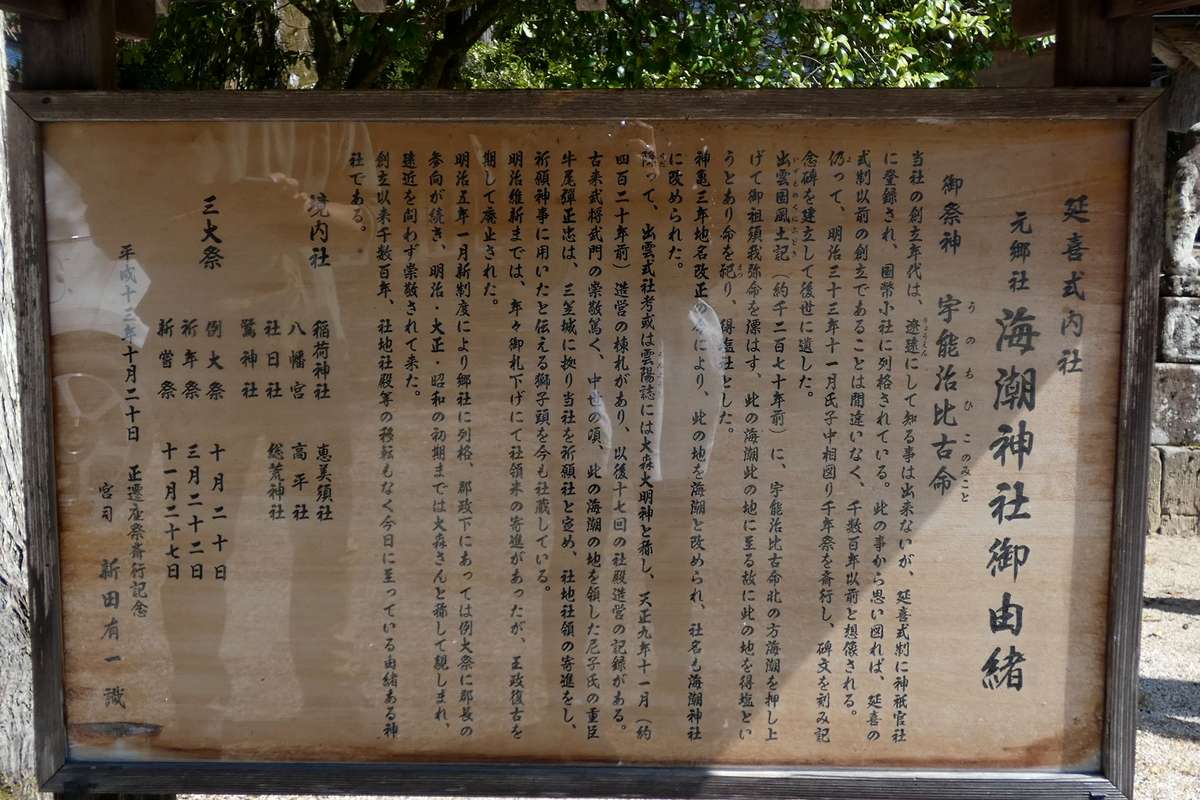 延喜式内社
元郷社 海潮神社御由緒
御祭神 宇能治比古命
うのちひこのみこと
当社の創立年代は、遼遠にして知る事は出来ないが、延喜式制に神祇官社
りょうえん
に登録され、国幣小社に列格されている。此の事から思い図れば、延喜の
式制以前の創立であることは間違いなく、千数百年以前と想像される。
仍って、明治三十三年十一月氏子中相図り千年祭を斎行し、碑文を刻み記
よ
念碑を建立して後世に遺した。
出雲国風土記(約千二百七十年前)に、宇能治比古命北の方海潮を押し上
いずものくにふどき
げて御祖須我弥命を漂はす、此の海潮此の地に至る故に此の地を得塩とい
うとあり命を祀り、得塩社とした。
神亀三年地名改正の令により、此の地を海潮と改められ、社名も海潮神社
に改められた。
降って、出雲式社考或は雲陽誌には大森大明神と称し、天正九年十一月(約
四百二十年前)造営の棟札があり、以後十七回の社殿造営の記録がある。
古来武将武門の崇敬篤く、中世の頃、此の海潮の地を領した尼子氏の重臣
牛尾弾正忠は、三笠城に拠り当社を祈願社と定め、社地社領の寄進をし、
祈願神事に用いたと伝える獅子頭を今も社蔵している。
明治維新までは、年々御札下げにて社領米の寄進があったが、王政復古を
期して廃止された。
明治五年一月新制度により郷社に列格、郡政下にあっては例大祭に郡長の
参向が続き、明治・大正・昭和の初期までは大森さんと称して親しまれ、
遠近を問わず崇敬されて来た。
創立以来千数百年、社地社殿等の移転もなく今日に至っている由緒ある神
社である。
境内社 稲荷神社 恵美須社
八幡宮 高平社
社日社 総荒神社
鷺神社
三大祭 例大祭 十月二十日
祈年祭 三月二十二日
新嘗祭 十一月二十七日
平成十三年十月二十日 正遷座祭斎行記念
宮司 新田有一 識